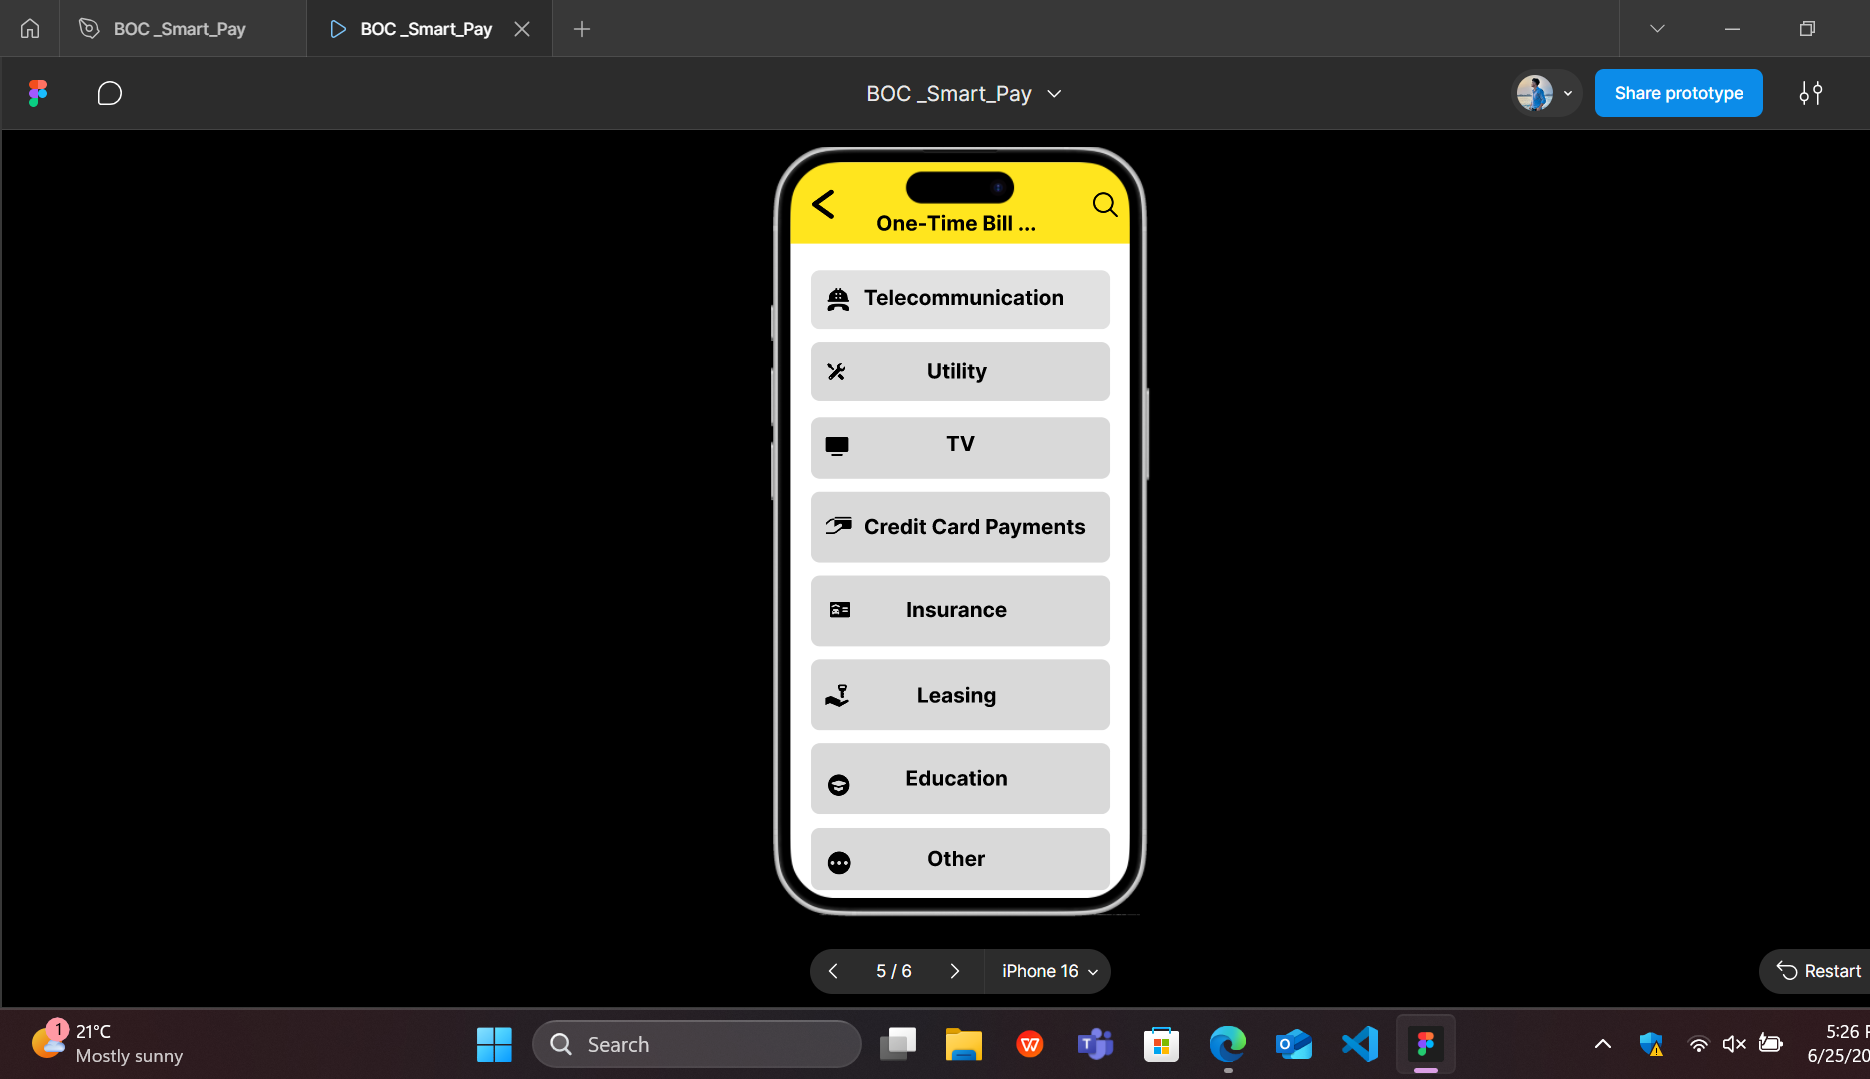 BOC _Smart_Pay
BOC _Smart_Pay
BOC _Smart_Pay
Share prototype
One-Time Bill ...
Telecommunication
Utility
TV
Credit Card Payments
Insurance
Leasing
Education
Other
5 / 6
iPhone 16
Restart
1
21°C
Mostly sunny
Search
5:26 P
6/25/20